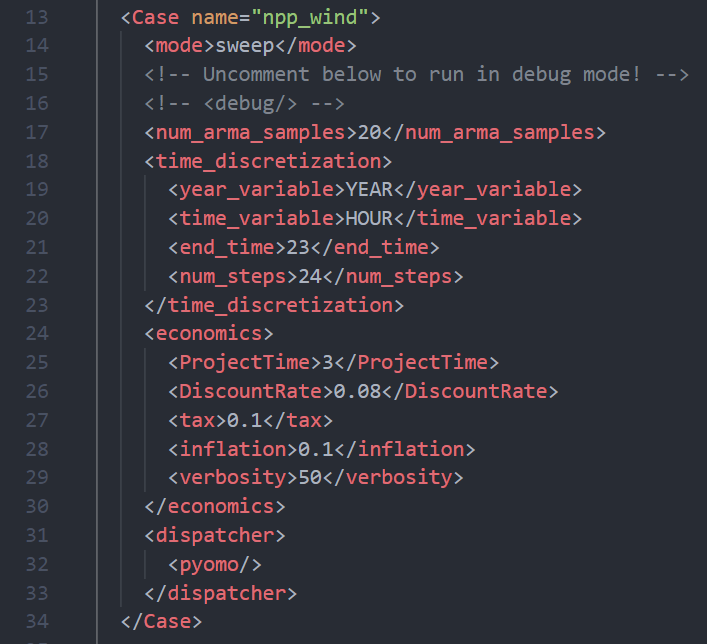 13 <Case name="npp_wind">
14 <mode>sweep</mode>
15 <!-- Uncomment below to run in debug mode! -->
16 <!-- <debug/> -->
17 <num_arma_samples>20</num_arma_samples>
18 <time_discretization>
19 <year_variable>YEAR</year_variable>
20 <time_variable>HOUR</time_variable>
21 <end_time>23</end_time>
22 <num_steps>24</num_steps>
23 </time_discretization>
24 <economics>
25 <ProjectTime>3</ProjectTime>
26 <DiscountRate>0.08</DiscountRate>
27 <tax>0.1</tax>
28 <inflation>0.1</inflation>
29 <verbosity>50</verbosity>
30 </economics>
31 <dispatcher>
32 <pyomo/>
33 </dispatcher>
34 </Case>